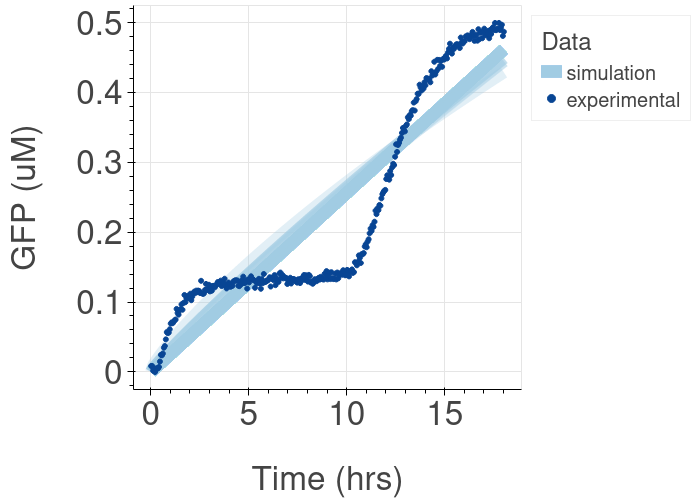 0.5
0.4
0.3
0.2
0.1
0
GFP (uM)
0 5 10 15
Time (hrs)
Data
simulation
experimental